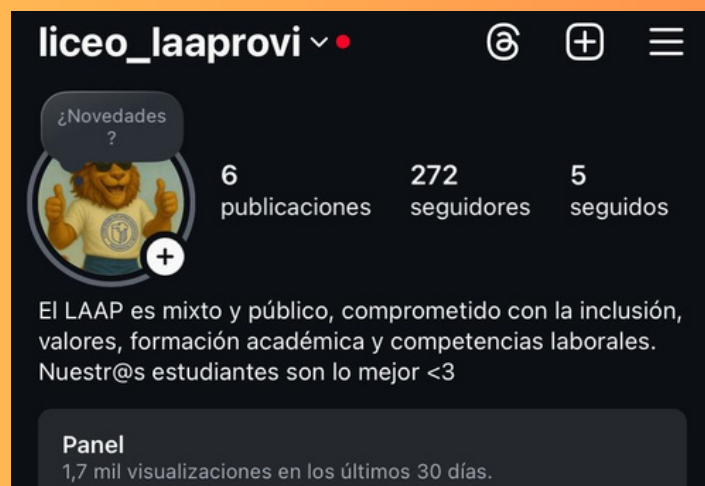 liceo_laaprovi
¿Novedades
?
6
publicaciones
272
seguidores
5
seguidos
El LAAP es mixto y público, comprometido con la inclusión,
valores, formación académica y competencias laborales.
Nuestr@s estudiantes son lo mejor <3
Panel
1,7 mil visualizaciones en los últimos 30 días.